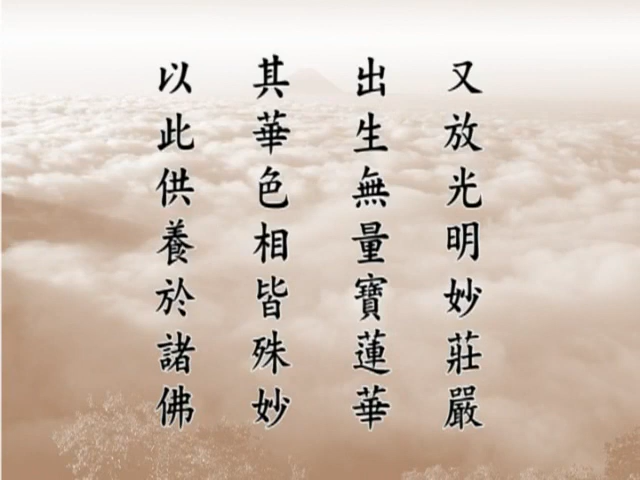 又放光明妙莊嚴
出生無量寶蓮華
其華色相皆殊妙
以此供養於諸佛